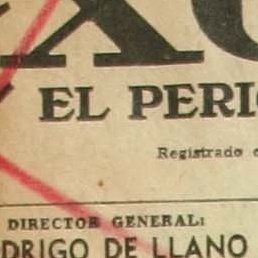 EL PERI
Registrado
DIRECTOR GENERAL:
DRIGO DE LLANO